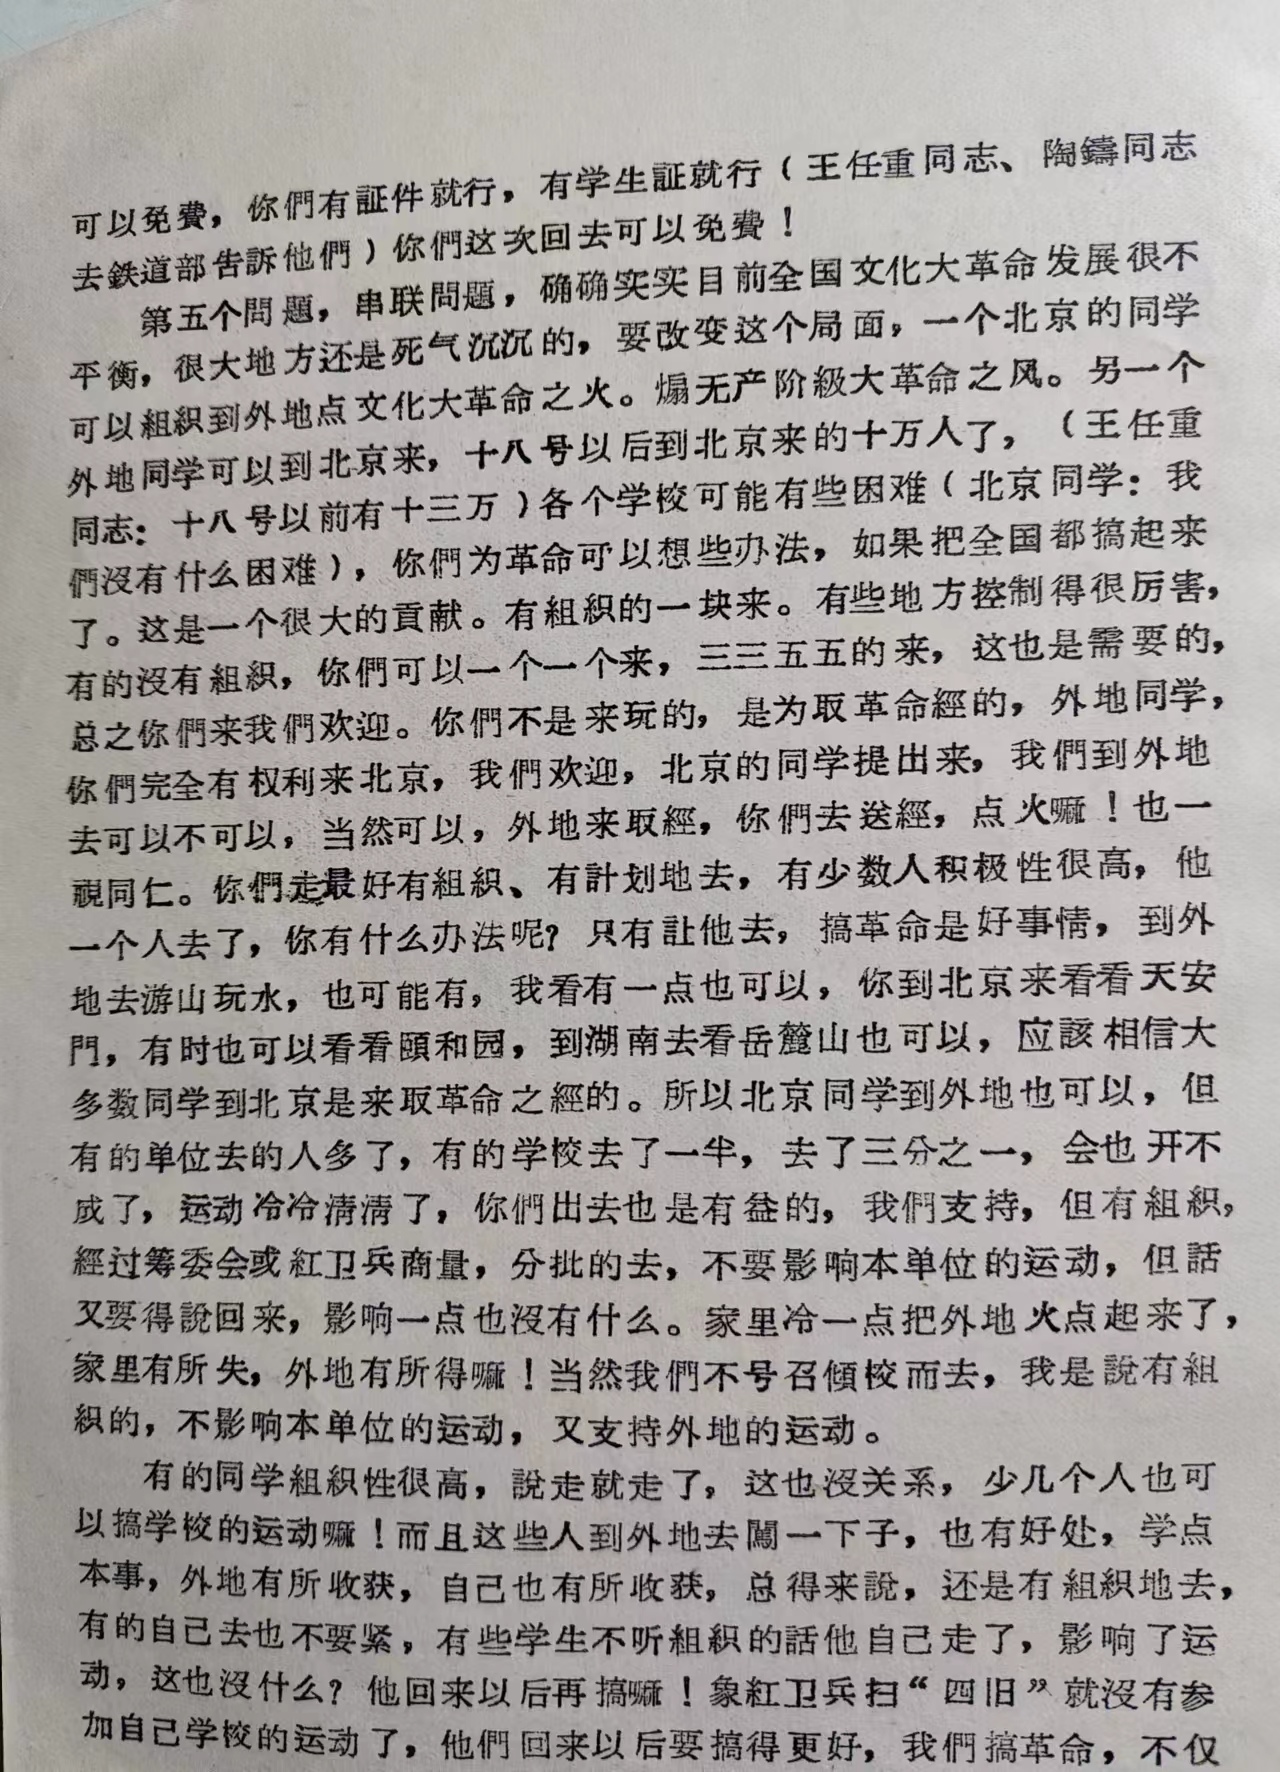 可以免費，你們有証件就行，有学生証就行（王任重同志、陶鑄同志
去鉄道部告訴他們）你們这次回去可以免費！
第五个問題，串联問題，确确实实目前全国文化大革命发展很不
平衡，很大地方还是死气沉沉的，要改变这个局面，一个北京的同学
可以組織到外地点文化大革命之火。煽无产阶級大革命之风。另一个
外地同学可以到北京来，十八号以后到北京来的十万人了，（王任重
同志：十八号以前有十三万）各个学校可能有些困难（北京同学：我
們沒有什么困难），你們为革命可以想些办法，如果把全国都搞起来
了。这是一个很大的貢献。有組織的一块来。有些地方控制得很厉害，
有的沒有組織，你們可以一个一个来，三三五五的来，这也是需要的，
总之你們来我們欢迎。你們不是来玩的，是为取革命經的，外地同学，
你們完全有权利来北京，我們欢迎，北京的同学提出来，我們到外地
去可以不可以，当然可以，外地来取經，你們去送經，点火嘛！也一
視同仁。你們走最好有組織、有計划地去，有少数人积极性很高，他
一个人去了，你有什么办法呢？只有让他去，搞革命是好事情，到外
地去游山玩水，也可能有，我看有一点也可以，你到北京来看看天安
門，有时也可以看看頤和园，到湖南去看岳麓山也可以，应該相信大
多数同学到北京是来取革命之經的。所以北京同学到外地也可以，但
有的单位去的人多了，有的学校去了一半，去了三分之一，会也开不
成了，运动冷冷清清了，你們出去也是有益的，我們支持，但有組織，
經过筹委会或紅卫兵商量，分批的去，不要影响本单位的运动，但話
又要得說回来，影响一点也沒有什么。家里冷一点把外地火点起来了，
家里有所失，外地有所得嘛！当然我們不号召傾校而去，我是說有組
織的，不影响本单位的运动，又支持外地的运动。
有的同学組織性很高，說走就走了，这也沒关系，少几个人也可
以搞学校的运动嘛！而且这些人到外地去闖一下子，也有好处，学点
本事，外地有所收获，自己也有所收获，总得来說，还是有組織地去，
有的自己去也不要紧，有些学生不听組織的話他自己走了，影响了运
动，这也沒什么？他回来以后再搞嘛！象紅卫兵扫“四旧”就沒有参
加自己学校的运动了，他們回来以后要搞得更好，我們搞革命，不仅